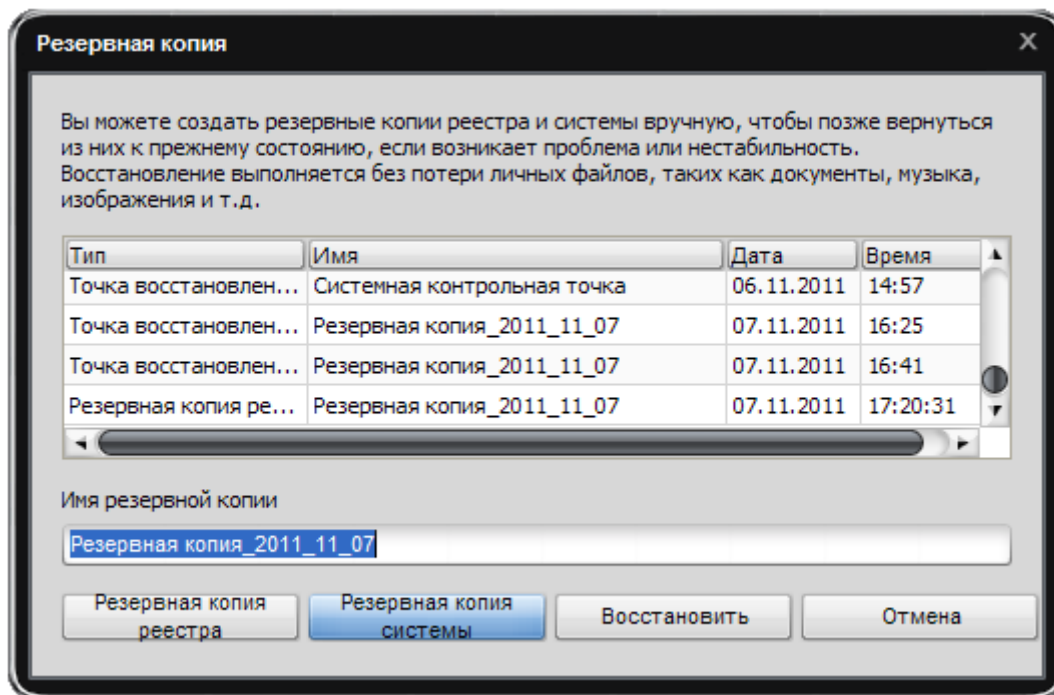 Резервная копия
Вы можете создать резервные копии реестра и системы вручную, чтобы позже вернуться
из них к прежнему состоянию, если возникает проблема или нестабильность.
Восстановление выполняется без потери личных файлов, таких как документы, музыка,
изображения и т.д.
Тип Имя Дата Время
Точка восстановлен... Системная контрольная точка 06.11.2011 14:57
Точка восстановлен... Резервная копия_2011_11_07 07.11.2011 16:25
Точка восстановлен... Резервная копия_2011_11_07 07.11.2011 16:41
Резервная копия ре... Резервная копия_2011_11_07 07.11.2011 17:20:31
Имя резервной копии
Резервная копия_2011_11_07
Резервная копия реестра Резервная копия системы Восстановить Отмена